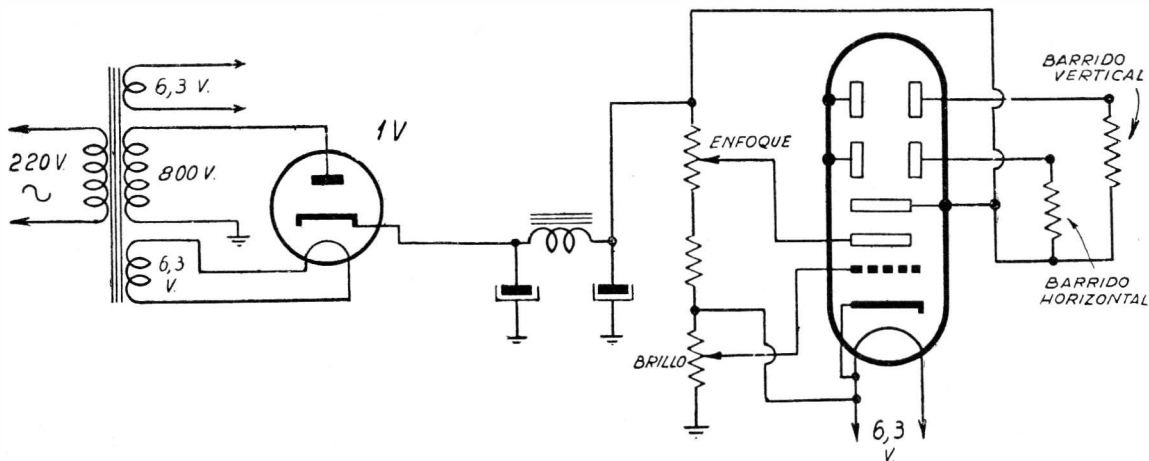 6,3 V.
220 V.
800 V.
6,3
V.
1V
ENFOQUE
BRILLO
BARRIDO
VERTICAL
BARRIDO
HORIZONTAL
6,3
V.